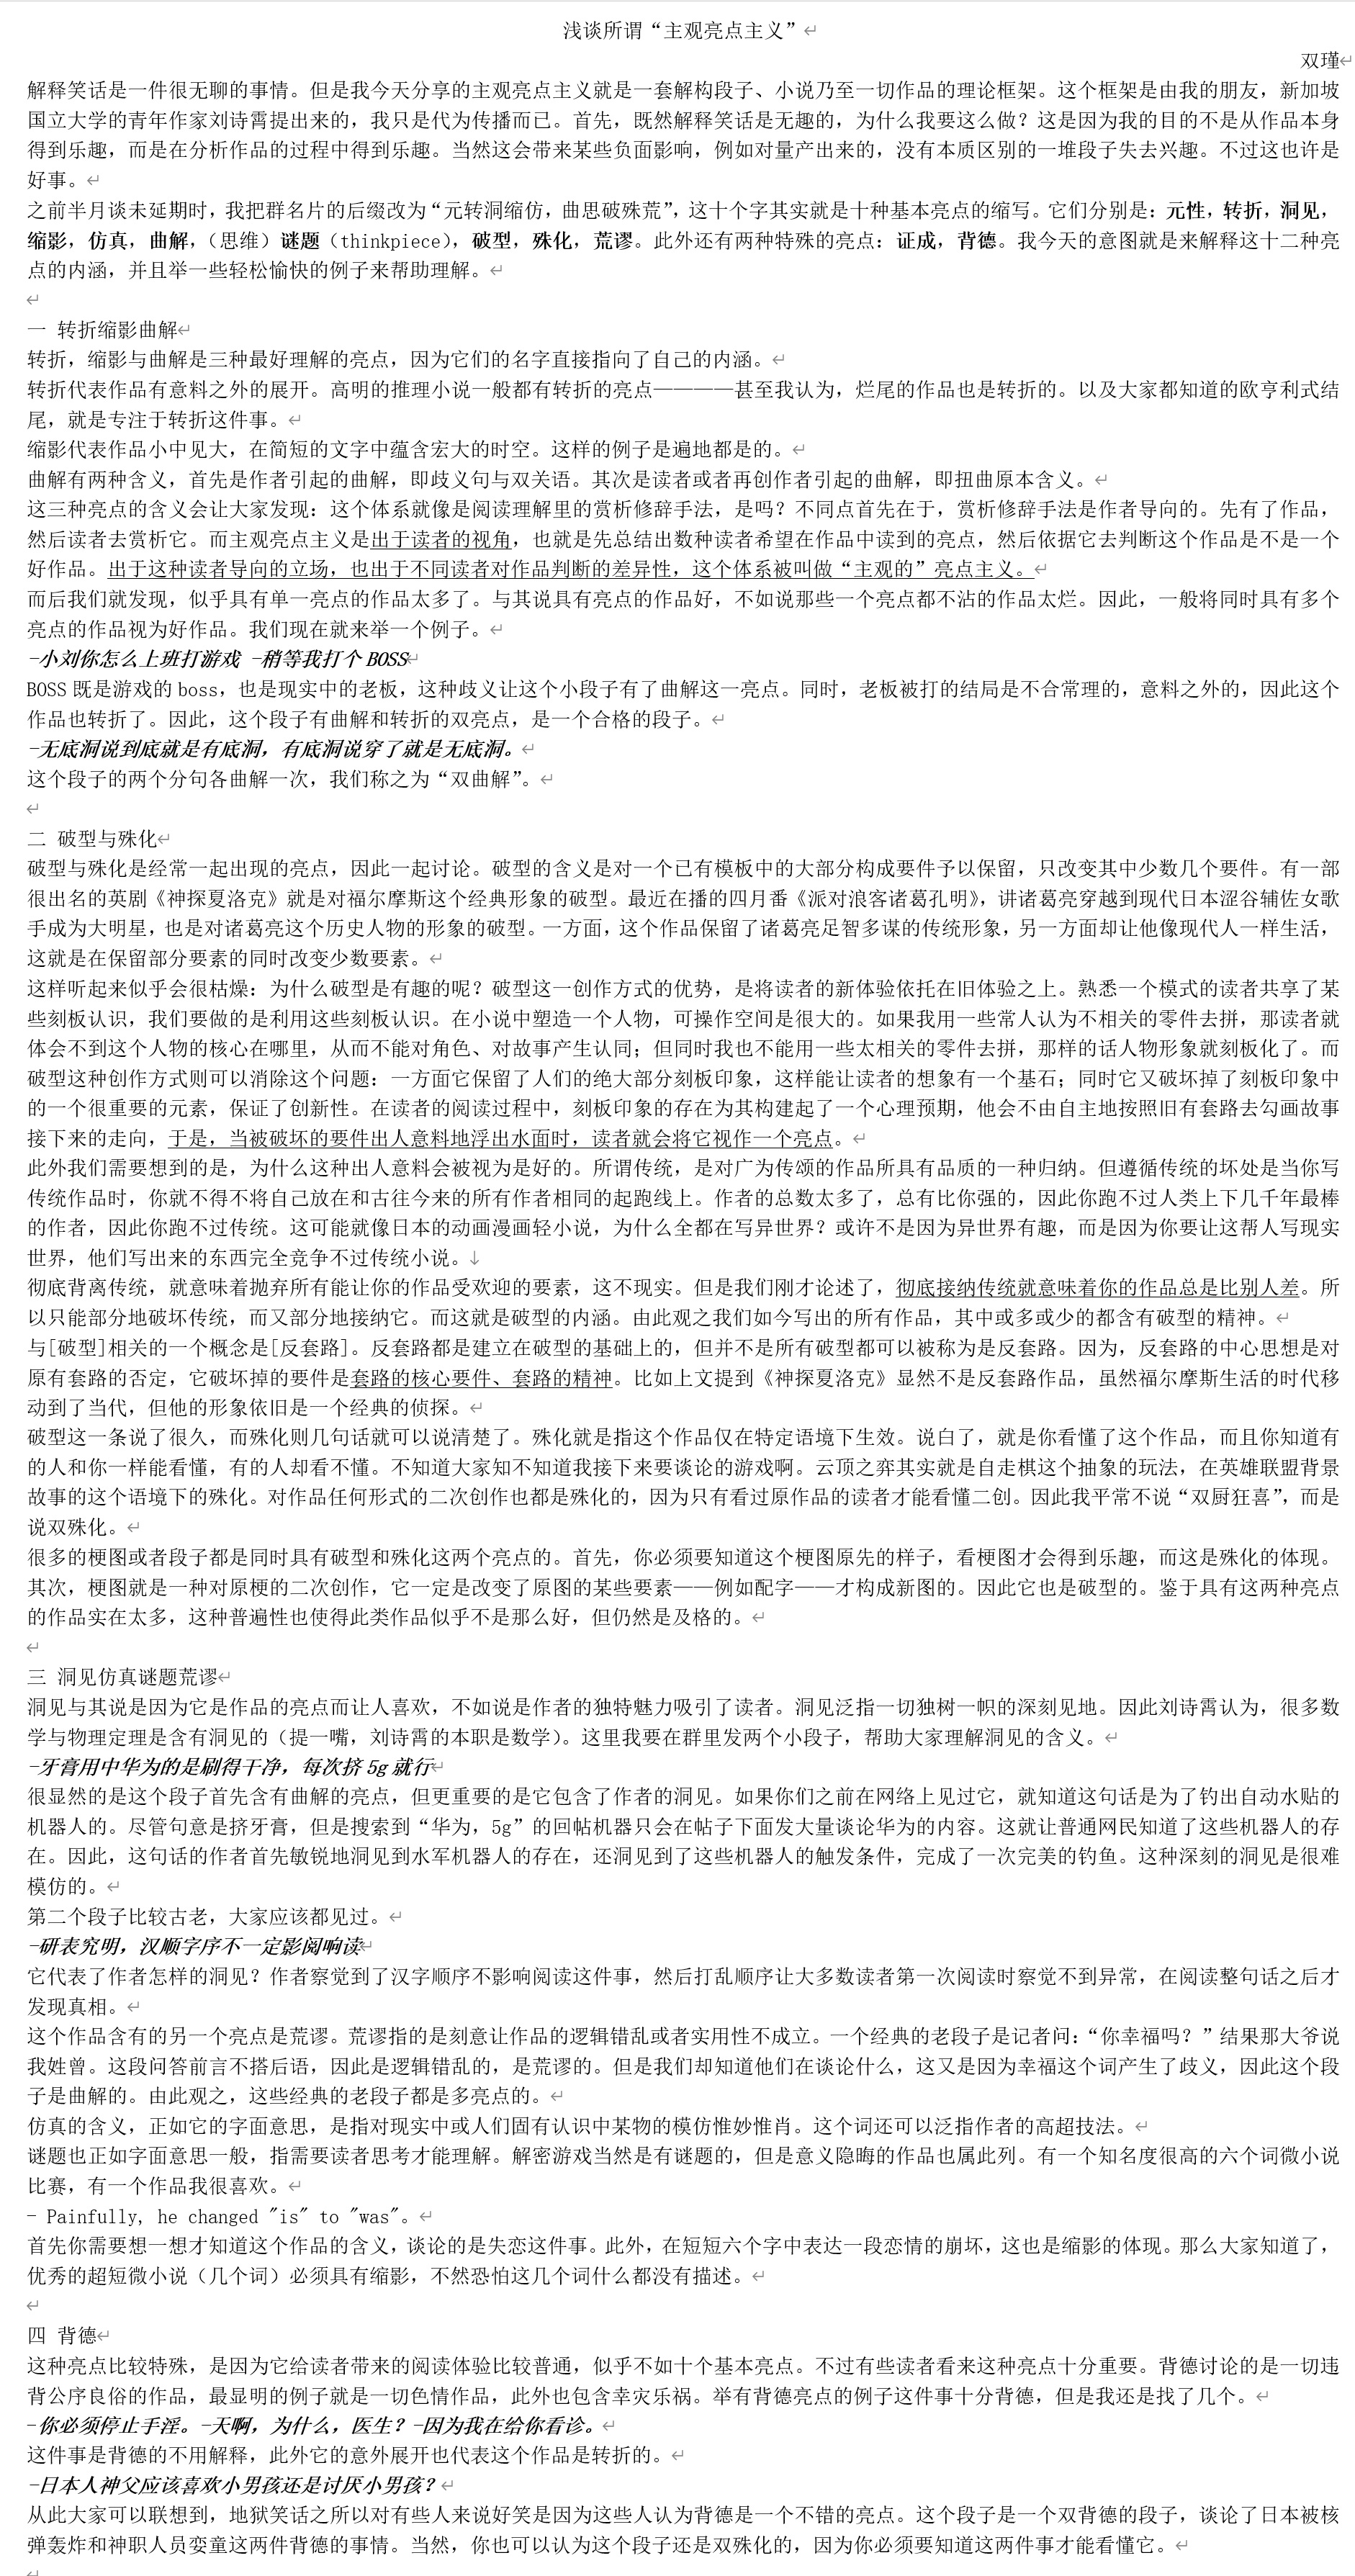 浅谈所谓“主观亮点主义”
双瑾
解释笑话是一件很无聊的事情。但是我今天分享的主观亮点主义就是一套解构段子、小说乃至一切作品的理论框架。这个框架是由我的朋友，新加坡
国立大学的青年作家刘诗霄提出来的，我只是代为传播而已。首先，既然解释笑话是无趣的，为什么我要这么做？这是因为我的目的不是从作品本身
得到乐趣，而是在分析作品的过程中得到乐趣。当然这会带来某些负面影响，例如对量产出来的，没有本质区别的一堆段子失去兴趣。不过这也许是
好事。
之前半月谈未延期时，我把群名片的后缀改为“元转洞缩仿，曲思破殊荒”，这十个字其实就是十种基本亮点的缩写。它们分别是：元性，转折，洞见，
缩影，仿真，曲解，（思维）谜题（thinkpiece），破型，殊化，荒谬。此外还有两种特殊的亮点：证成，背德。我今天的意图就是来解释这十二种亮
点的内涵，并且举一些轻松愉快的例子来帮助理解。
一 转折缩影曲解
转折，缩影与曲解是三种最好理解的亮点，因为它们的名字直接指向了自己的内涵。
转折代表作品有意料之外的展开。高明的推理小说一般都有转折的亮点————甚至我认为，烂尾的作品也是转折的。以及大家都知道的欧亨利式结
尾，就是专注于转折这件事。
缩影代表作品小中见大，在简短的文字中蕴含宏大的时空。这样的例子是遍地都是的。
曲解有两种含义，首先是作者引起的曲解，即歧义句与双关语。其次是读者或者再创作者引起的曲解，即扭曲原本含义。
这三种亮点的含义会让大家发现：这个体系就像是阅读理解里的赏析修辞手法，是吗？不同点首先在于，赏析修辞手法是作者导向的。先有了作品，
然后读者去赏析它。而主观亮点主义是出于读者的视角，也就是先总结出数种读者希望在作品中读到的亮点，然后依据它去判断这个作品是不是一个
好作品。出于这种读者导向的立场，也出于不同读者对作品判断的差异性，这个体系被叫做“主观的”亮点主义。
而后我们就发现，似乎具有单一亮点的作品太多了。与其说具有亮点的作品好，不如说那些一个亮点都不沾的作品太烂。因此，一般将同时具有多个
亮点的作品视为好作品。我们现在就来举一个例子。
-小刘你怎么上班打游戏 -稍等我打个 BOSS
BOSS 既是游戏的 boss，也是现实中的老板，这种歧义让这个小段子有了曲解这一亮点。同时，老板被打的结局是不合常理的，意料之外的，因此这个
作品也转折了。因此，这个段子有曲解和转折的双亮点，是一个合格的段子。
-无底洞说到底就是有底洞，有底洞说穿了就是无底洞。
这个段子的两个分句各曲解一次，我们称之为“双曲解”。
二 破型与殊化
破型与殊化是经常一起出现的亮点，因此一起讨论。破型的含义是对一个已有模板中的大部分构成要件予以保留，只改变其中少数几个要件。有一部
很出名的英剧《神探夏洛克》就是对福尔摩斯这个经典形象的破型。最近在播的四月番《派对浪客诸葛孔明》，讲诸葛亮穿越到现代日本涩谷辅佐女歌
手成为大明星，也是对诸葛亮这个历史人物的形象的破型。一方面，这个作品保留了诸葛亮足智多谋的传统形象，另一方面却让他像现代人一样生活，
这就是在保留部分要素的同时改变少数要素。
这样听起来似乎会很枯燥：为什么破型是有趣的呢？破型这一创作方式的优势，是将读者的新体验依托在旧体验之上。熟悉一个模式的读者共享了某
些刻板认识，我们要做的是利用这些刻板认识。在小说中塑造一个人物，可操作空间是很大的。如果我用一些常人认为不相关的零件去拼，那读者就
体会不到这个人物的核心在哪里，从而不能对角色、对故事产生认同；但同时我也不能用一些太相关的零件去拼，那样的话人物形象就刻板化了。而
破型这种创作方式则可以消除这个问题：一方面它保留了人们的绝大部分刻板印象，这样能让读者的想象有一个基石；同时它又破坏掉了刻板印象中
的一个很重要的元素，保证了创新性。在读者的阅读过程中，刻板印象的存在为其构建起了一个心理预期，他会不由自主地按照旧有套路去勾画故事
接下来的走向，于是，当被破坏的要件出人意料地浮出水面时，读者就会将它视作一个亮点。
此外我们需要想到的是，为什么这种出人意料会被视为是好的。所谓传统，是对广为传颂的作品所具有品质的一种归纳。但遵循传统的坏处是当你写
传统作品时，你就不得不将自己放在和古往今来的所有作者相同的起跑线上。作者的总数太多了，总有比你强的，因此你跑不过人类上下几千年最棒
的作者，因此你跑不过传统。这可能就像日本的动画漫画轻小说，为什么全都在写异世界？或许不是因为异世界有趣，而是因为你要让这帮人写现实
世界，他们写出来的东西完全竞争不过传统小说。
彻底背离传统，就意味着抛弃所有能让你的作品受欢迎的要素，这不现实。但是我们刚才论述了，彻底接纳传统就意味着你的作品总是比别人差。所
以只能部分地破坏传统，而又部分地接纳它。而这就是破型的内涵。由此观之我们如今写出的所有作品，其中或多或少的都含有破型的精神。
与[破型]相关的一个概念是[反套路]。反套路都是建立在破型的基础上的，但并不是所有破型都可以被称为是反套路。因为，反套路的中心思想是对
原有套路的否定，它破坏掉的要件是套路的核心要件、套路的精神。比如上文提到《神探夏洛克》显然不是反套路作品，虽然福尔摩斯生活的时代移
动到了当代，但他的形象依旧是一个经典的侦探。
破型这一条说了很久，而殊化则几句话就可以说清楚了。殊化就是指这个作品仅在特定语境下生效。说白了，就是你看懂了这个作品，而且你知道有
的人和你一样能看懂，有的人却看不懂。不知道大家知不知道我接下来要谈论的游戏啊。云顶之弈其实就是自走棋这个抽象的玩法，在英雄联盟背景
故事的这个语境下的殊化。对作品任何形式的二次创作也都是殊化的，因为只有看过原作品的读者才能看懂二创。因此我平常不说“双厨狂喜”，而是
说双殊化。
很多的梗图或者段子都是同时具有破型和殊化这两个亮点的。首先，你必须要知道这个梗图原先的样子，看梗图才会得到乐趣，而这是殊化的体现。
其次，梗图就是一种对原梗的二次创作，它一定是改变了原图的某些要素——例如配字——才构成新图的。因此它也是破型的。鉴于具有这两种亮点
的作品实在太多，这种普遍性也使得此类作品似乎不是那么好，但仍然是及格的。
三 洞见仿真谜题荒谬
洞见与其说是因为它是作品的亮点而让人喜欢，不如说是作者的独特魅力吸引了读者。洞见泛指一切独树一帜的深刻见地。因此刘诗霄认为，很多数
学与物理定理是含有洞见的（提一嘴，刘诗霄的本职是数学）。这里我要在群里发两个小段子，帮助大家理解洞见的含义。
-牙膏用中华为的是刷得干净，每次挤 5g 就行
很显然的是这个段子首先含有曲解的亮点，但更重要的是它包含了作者的洞见。如果你们之前在网络上见过它，就知道这句话是为了钓出自动水贴的
机器人的。尽管句意是挤牙膏，但是搜索到“华为，5g”的回帖机器只会在帖子下面发大量谈论华为的内容。这就让普通网民知道了这些机器人的存
在。因此，这句话的作者首先敏锐地洞见到水军机器人的存在，还洞见到了这些机器人的触发条件，完成了一次完美的钓鱼。这种深刻的洞见是很难
模仿的。
第二个段子比较古老，大家应该都见过。
-研表究明，汉顺字序不一定影阅响读
它代表了作者怎样的洞见？作者察觉到了汉字顺序不影响阅读这件事，然后打乱顺序让大多数读者第一次阅读时察觉不到异常，在阅读整句话之后才
发现真相。
这个作品含有的另一个亮点是荒谬。荒谬指的是刻意让作品的逻辑错乱或者实用性不成立。一个经典的老段子是记者问：“你幸福吗？”结果那大爷说
我姓曾。这段问答前言不搭后语，因此是逻辑错乱的，是荒谬的。但是我们却知道他们在谈论什么，这又是因为幸福这个词产生了歧义，因此这个段
子是曲解的。由此观之，这些经典的老段子都是多亮点的。
仿真的含义，正如它的字面意思，是指对现实中或人们固有认识中某物的模仿惟妙惟肖。这个词还可以泛指作者的高超技法。
谜题也正如字面意思一般，指需要读者思考才能理解。解密游戏当然是有谜题的，但是意义隐晦的作品也属此列。有一个知名度很高的六个词微小说
比赛，有一个作品我很喜欢。
- Painfully, he changed "is" to "was"。
首先你需要想一想才知道这个作品的含义，谈论的是失恋这件事。此外，在短短六个字中表达一段恋情的崩坏，这也是缩影的体现。那么大家知道了，
优秀的超短微小说（几个词）必须具有缩影，不然恐怕这几个词什么都没有描述。
四 背德
这种亮点比较特殊，是因为它给读者带来的阅读体验比较普通，似乎不如十个基本亮点。不过有些读者看来这种亮点十分重要。背德讨论的是一切违
背公序良俗的作品，最显明的例子就是一切色情作品，此外也包含幸灾乐祸。举有背德亮点的例子这件事十分背德，但是我还是找了几个。
-你必须停止手淫。-天啊，为什么，医生？-因为我在给你看诊。
这件事是背德的不用解释，此外它的意外展开也代表这个作品是转折的。
-日本人神父应该喜欢小男孩还是讨厌小男孩？
从此大家可以联想到，地狱笑话之所以对有些人来说好笑是因为这些人认为背德是一个不错的亮点。这个段子是一个双背德的段子，谈论了日本被核
弹轰炸和神职人员娈童这两件背德的事情。当然，你也可以认为这个段子还是双殊化的，因为你必须要知道这两件事才能看懂它。